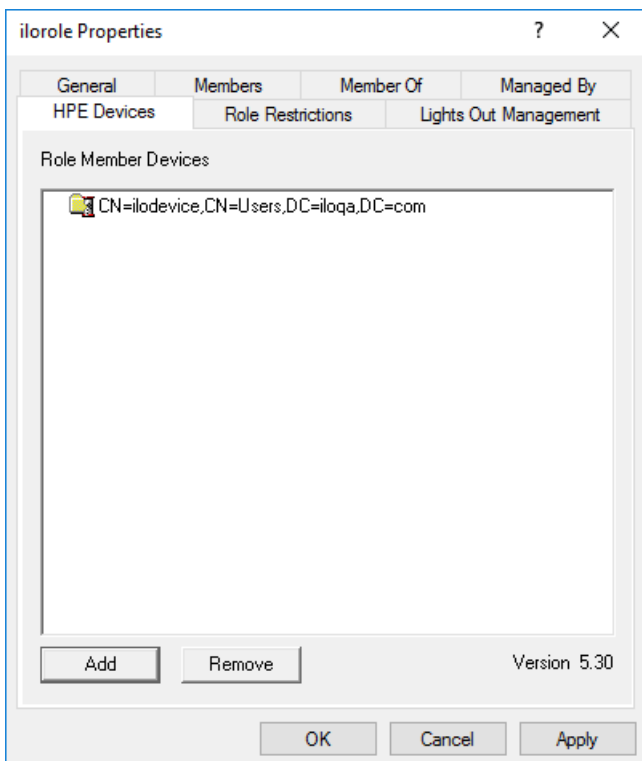 ilorole Properties ? ×
General Members Member Of Managed By
HPE Devices Role Restrictions Lights Out Management
Role Member Devices
CN=ilodevice,CN=Users,DC=iloqa,DC=com
Add Remove Version 5.30
OK Cancel Apply